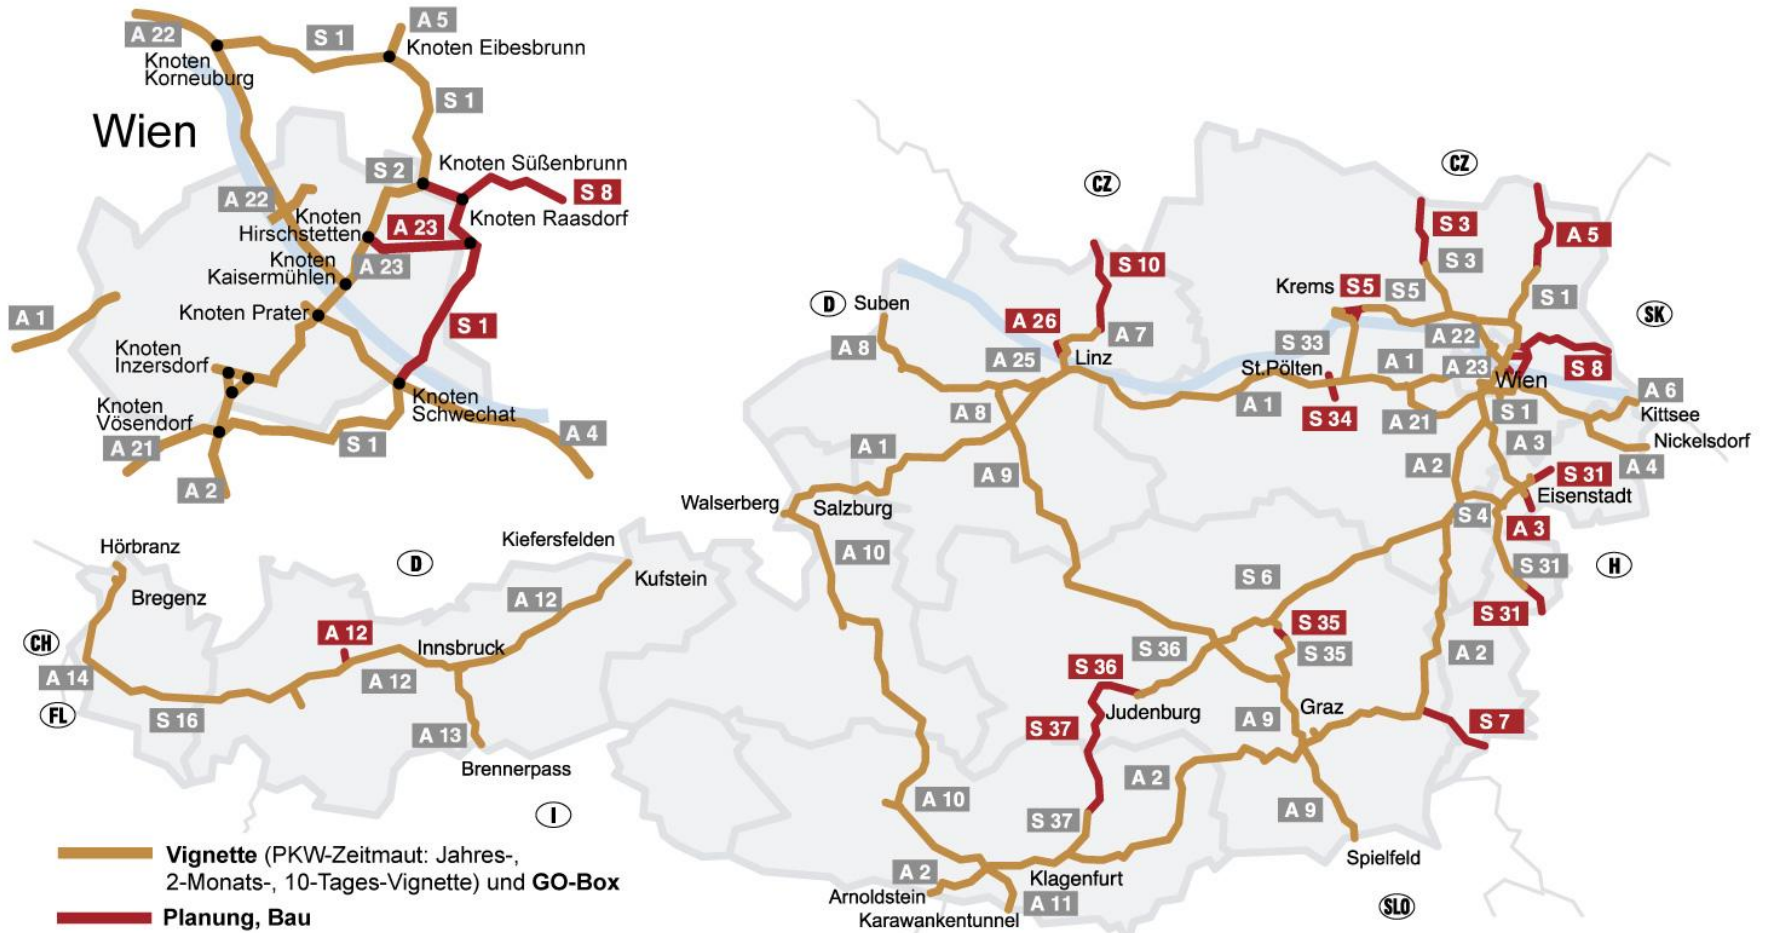 A 22
S 1
A 5
Knoten Eibesbrunn
Knoten
Korneuburg
S 1
Wien
S 2
Knoten Süßenbrunn
S 8
A 22
Knoten
Hirschstetten
A 23
Knoten Raasdorf
Knoten
Kaisermühlen
A 23
A 1
Knoten Prater
S 1
Knoten
Inzersdorf
Knoten
Vösendorf
Knoten
Schwechat
A 21
S 1
A 4
A 2
Hörbranz
D
Kiefersfelden
Bregenz
A 12
Kufstein
CH
A 12
Innsbruck
A 14
A 12
FL
S 16
A 13
Brennerpass
I
CZ
CZ
S 3
A 5
S 10
S 3
D
Suben
Krems
S5
S5
S 1
SK
A 26
A 7
A 8
A 25
Linz
S 33
A 22
St.Pölten
A 1
A 23
S 8
Wien
A 6
A 8
A 1
S 34
A 21
S 1
Kittsee
A 1
A 3
Nickelsdorf
A 9
A 2
A 4
S 31
Walserberg
Salzburg
Eisenstadt
S 4
A 3
A 10
S 31
H
S 6
S 31
S 35
S 36
S 35
A 2
S 36
Judenburg
Graz
S 37
A 9
S 7
A 2
A 10
S 37
A 9
Spielfeld
A 2
Klagenfurt
Arnoldstein
A 11
Karawankentunnel
SLO
Vignette (PKW-Zeitmaut: Jahres-,
2-Monats-, 10-Tages-Vignette) und GO-Box
Planung, Bau